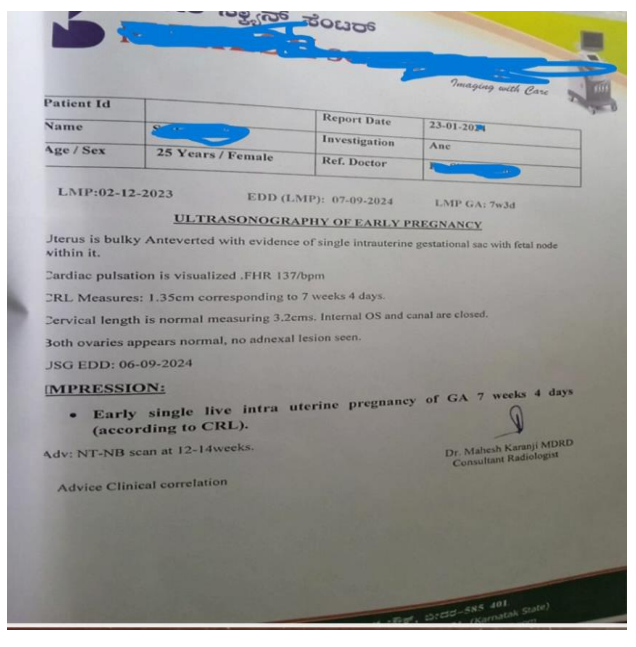 ಸೆಂಟರ್
Imaging with Care
Patient Id
Report Date 23-01-2024
Name
Investigation Anc
Age / Sex 25 Years / Female
Ref. Doctor
LMP:02-12-2023 EDD (LMP): 07-09-2024 LMP GA: 7w3d
ULTRASONOGRAPHY OF EARLY PREGNANCY
Uterus is bulky Anteverted with evidence of single intrauterine gestational sac with fetal node
within it.
Cardiac pulsation is visualized .FHR 137/bpm
CRL Measures: 1.35cm corresponding to 7 weeks 4 days.
Cervical length is normal measuring 3.2cms. Internal OS and canal are closed.
Both ovaries appears normal, no adnexal lesion seen.
USG EDD: 06-09-2024
IMPRESSION:
• Early single live intra uterine pregnancy of GA 7 weeks 4 days
(according to CRL).
Adv: NT-NB scan at 12-14weeks.
Dr. Mahesh Karanji MDRD
Consultant Radiologist
Advice Clinical correlation
ಬೀದರ-585 401
(Karnatak State)